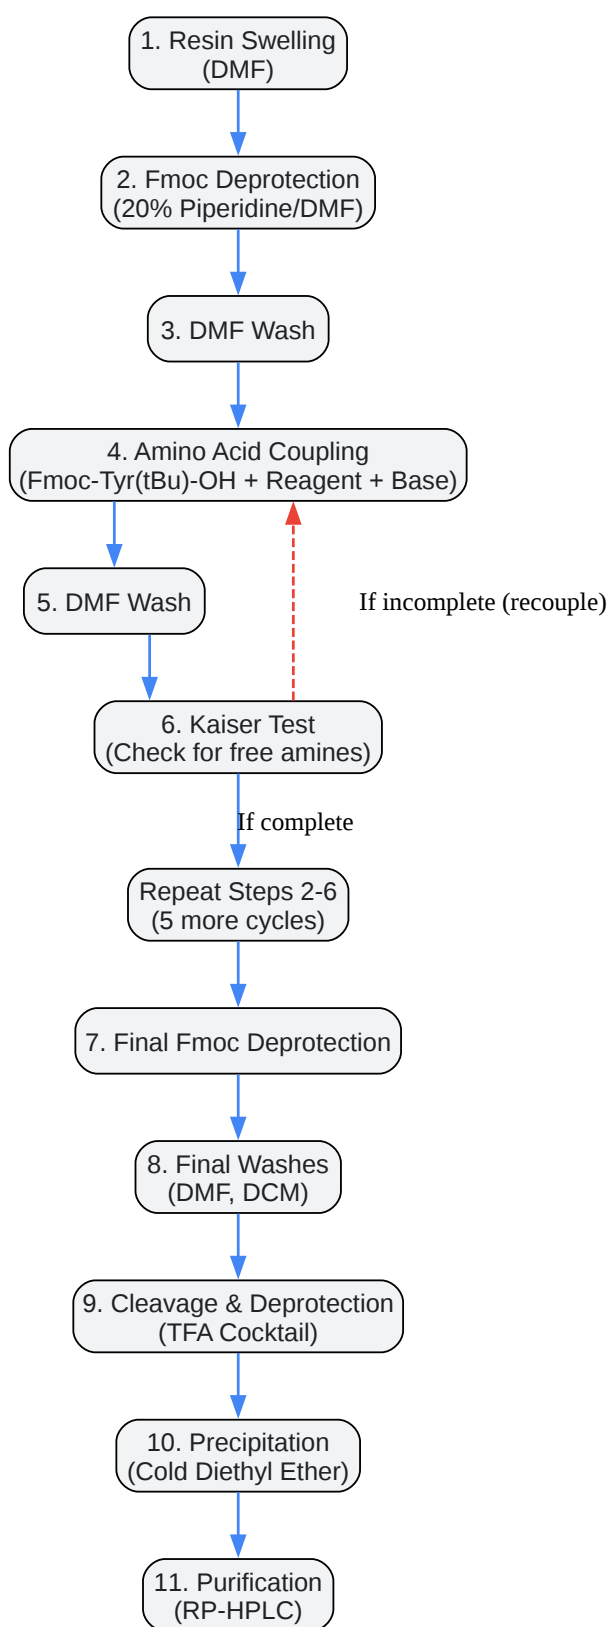 1. Resin Swelling
(DMF)
2. Fmoc Deprotection
(20% Piperidine/DMF)
3. DMF Wash
4. Amino Acid Coupling
(Fmoc-Tyr(tBu)-OH + Reagent + Base)
5. DMF Wash
If incomplete (recouple)
6. Kaiser Test
(Check for free amines)
If complete
Repeat Steps 2-6
(5 more cycles)
7. Final Fmoc Deprotection
8. Final Washes
(DMF, DCM)
9. Cleavage & Deprotection
(TFA Cocktail)
10. Precipitation
(Cold Diethyl Ether)
11. Purification
(RP-HPLC)